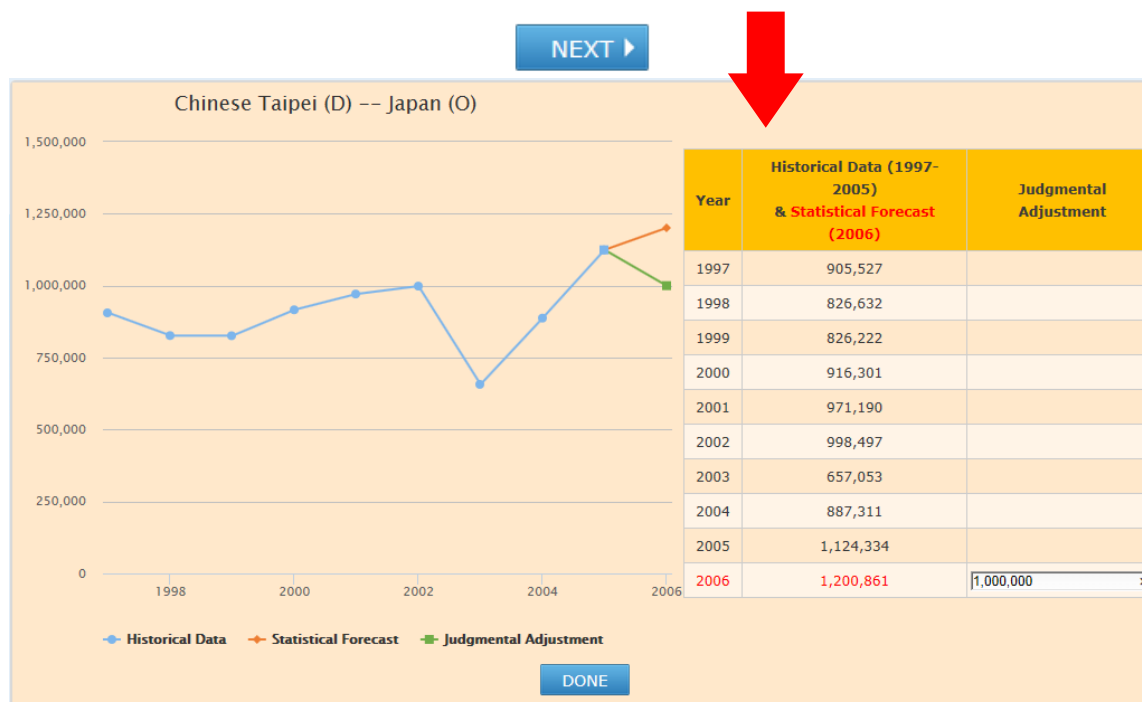 NEXT
Chinese Taipei (D) -- Japan (O)
1,500,000
1,250,000
1,000,000
750,000
500,000
250,000
0
1998 2000 2002 2004 2006
Historical Data Statistical Forecast Judgmental Adjustment
Year
Historical Data (1997-
2005)
& Statistical Forecast
(2006)
Judgmental
Adjustment
1997 905,527
1998 826,632
1999 826,222
2000 916,301
2001 971,190
2002 998,497
2003 657,053
2004 887,311
2005 1,124,334
2006 1,200,861 1,000,000
DONE